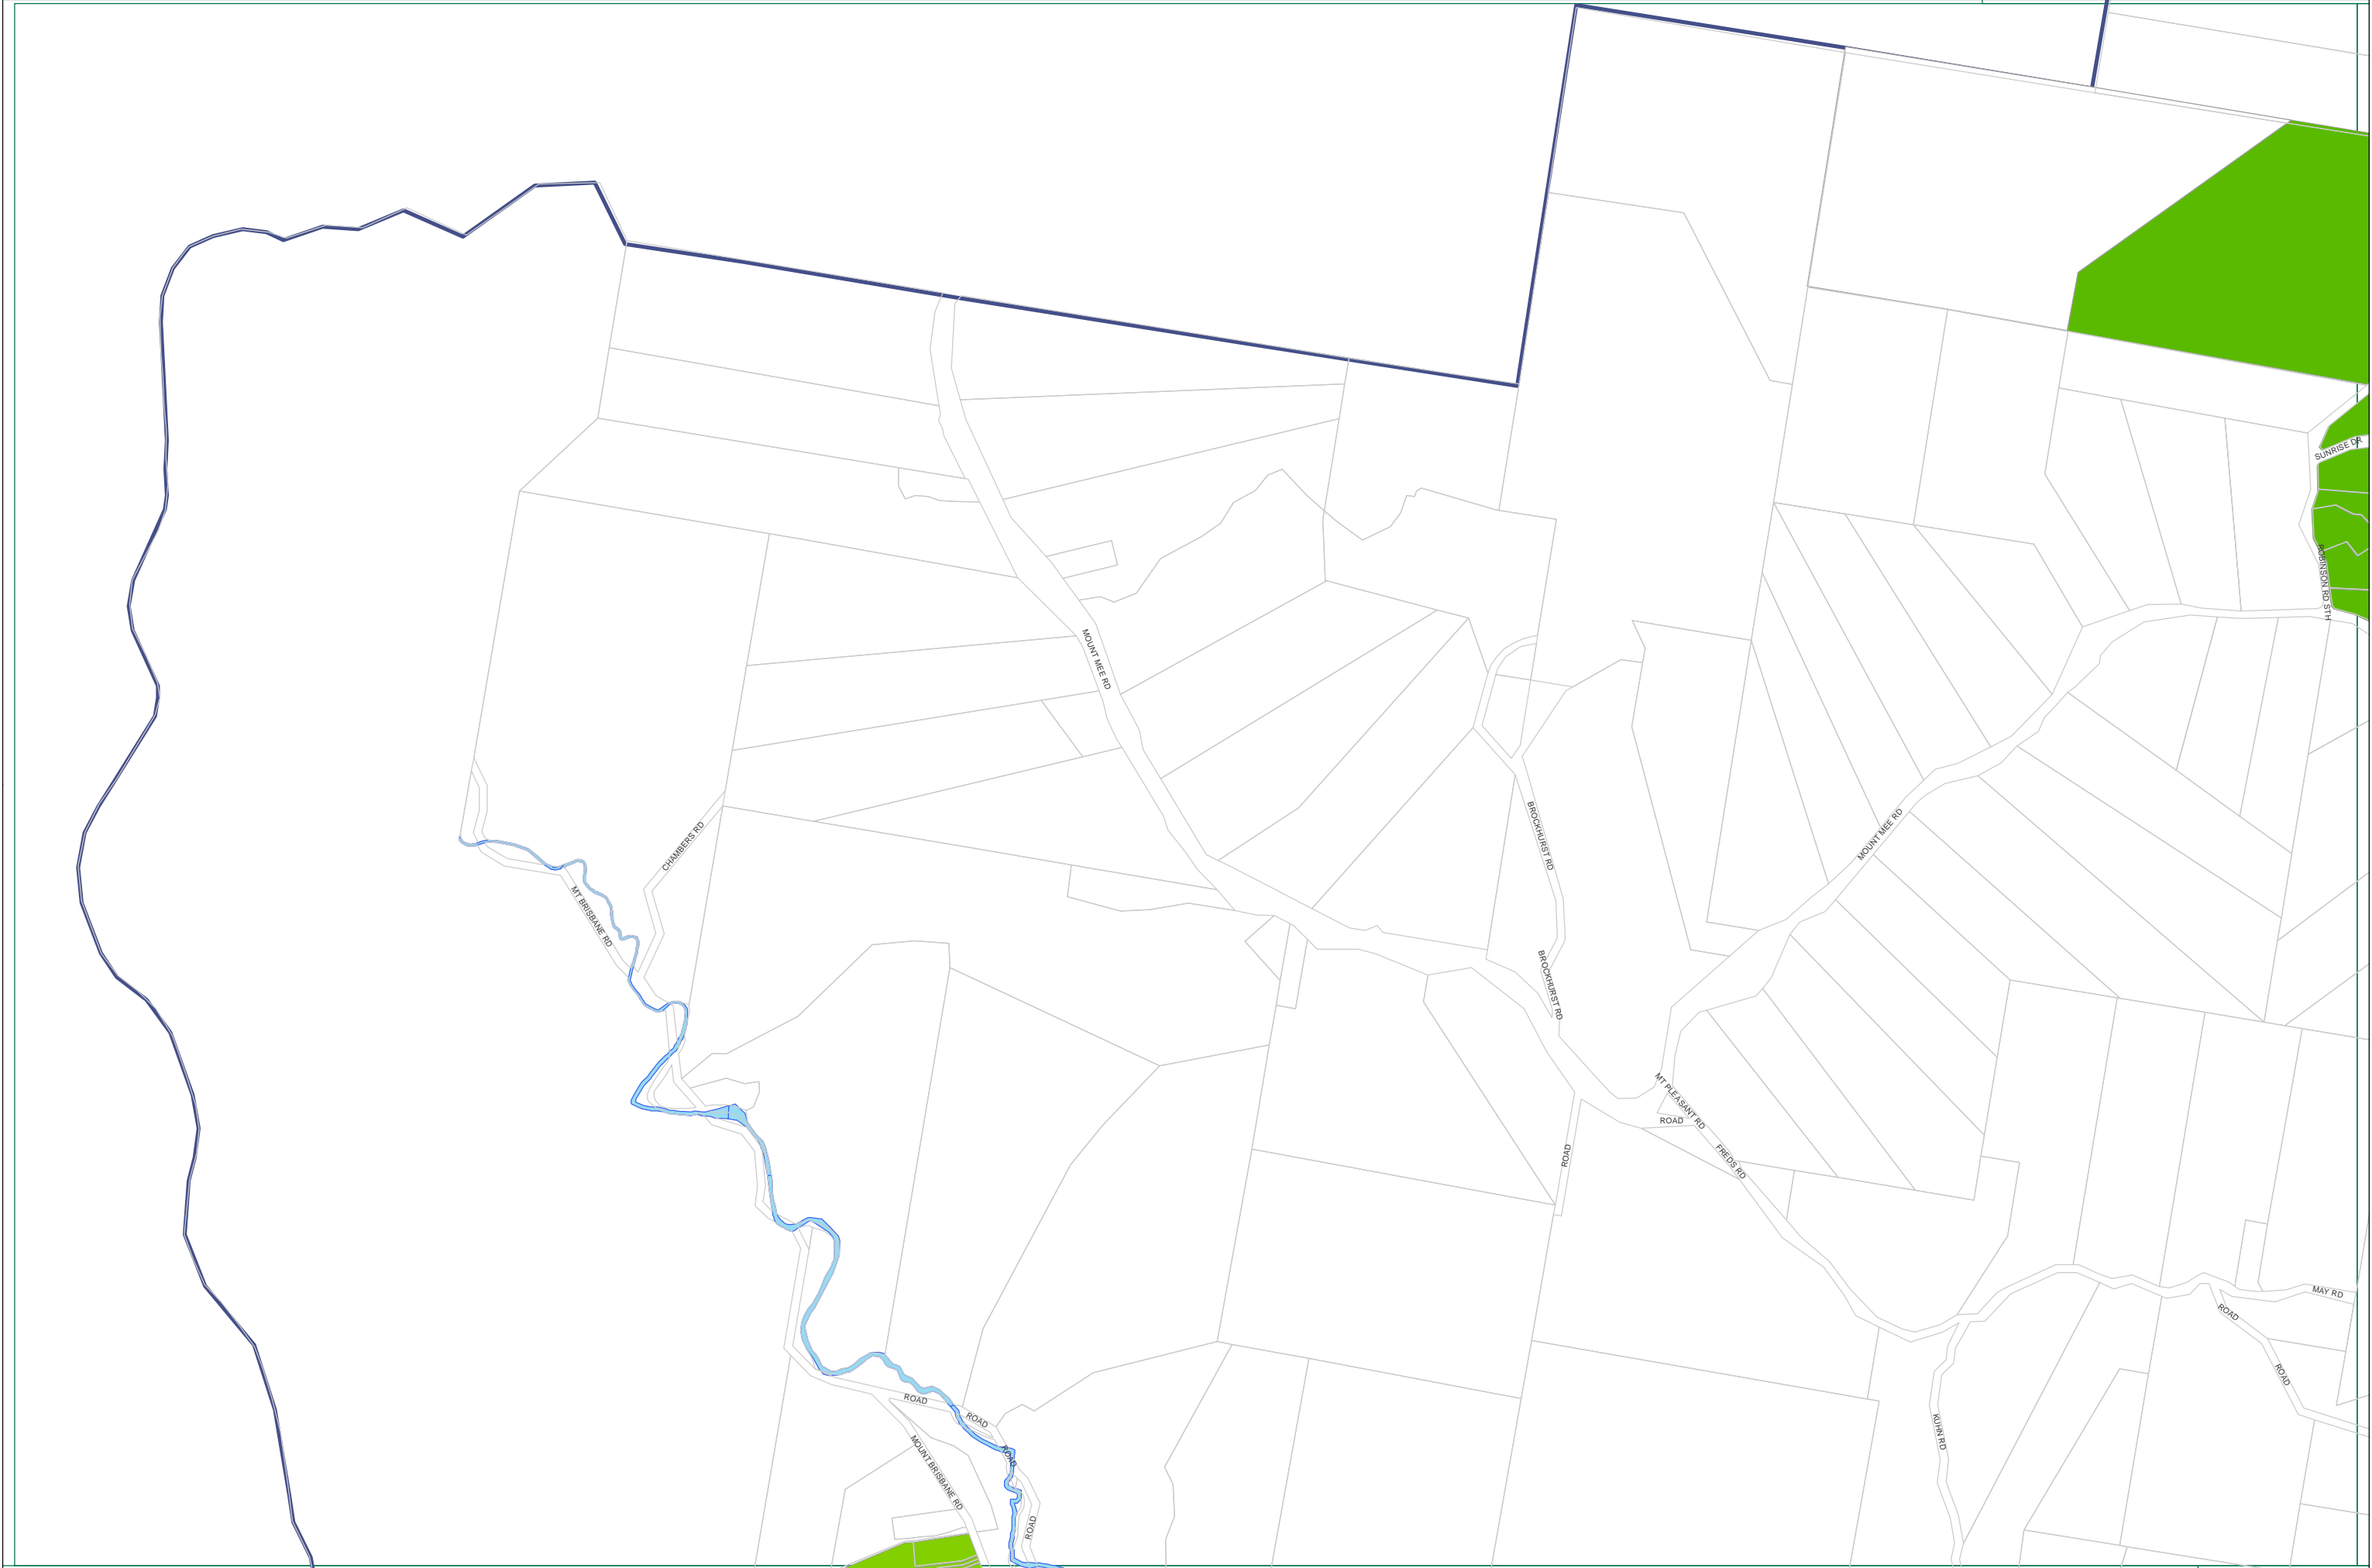 SUNRISE DR
ROBINSON RD STH
MOUNT MEE RD
BROCKHURST RD
CHAMBERS RD
MOUNT MEE RD
MT BRISBANE RD
BROCKHURST RD
MT PLEASANT RD
ROAD
ROAD
FREDS RD
MAY RD
ROAD
ROAD
ROAD
ROAD
KUHN RD
ROAD
MOUNT BRISBANE RD
ROAD